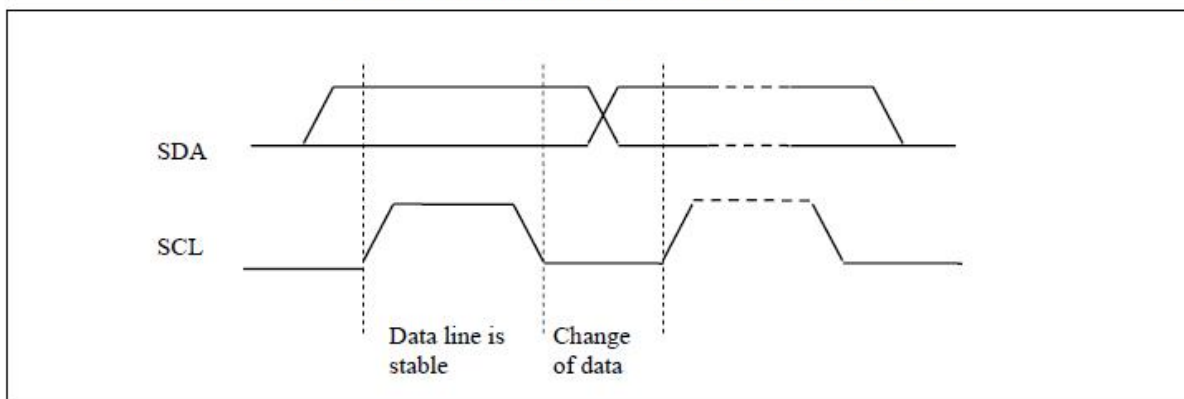 SDA
SCL
Data line is
stable
Change
of data